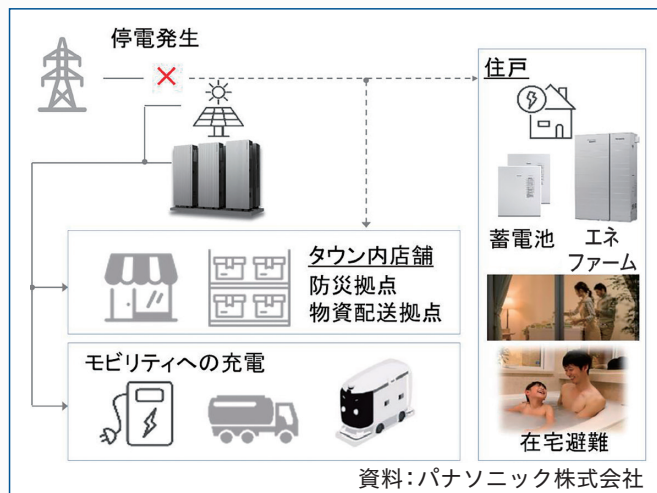 停電発生
住戸
蓄電池
エネ
ファーム
タウン内店舗
防災拠点
物資配送拠点
モビリティへの充電
在宅避難
資料：パナソニック株式会社